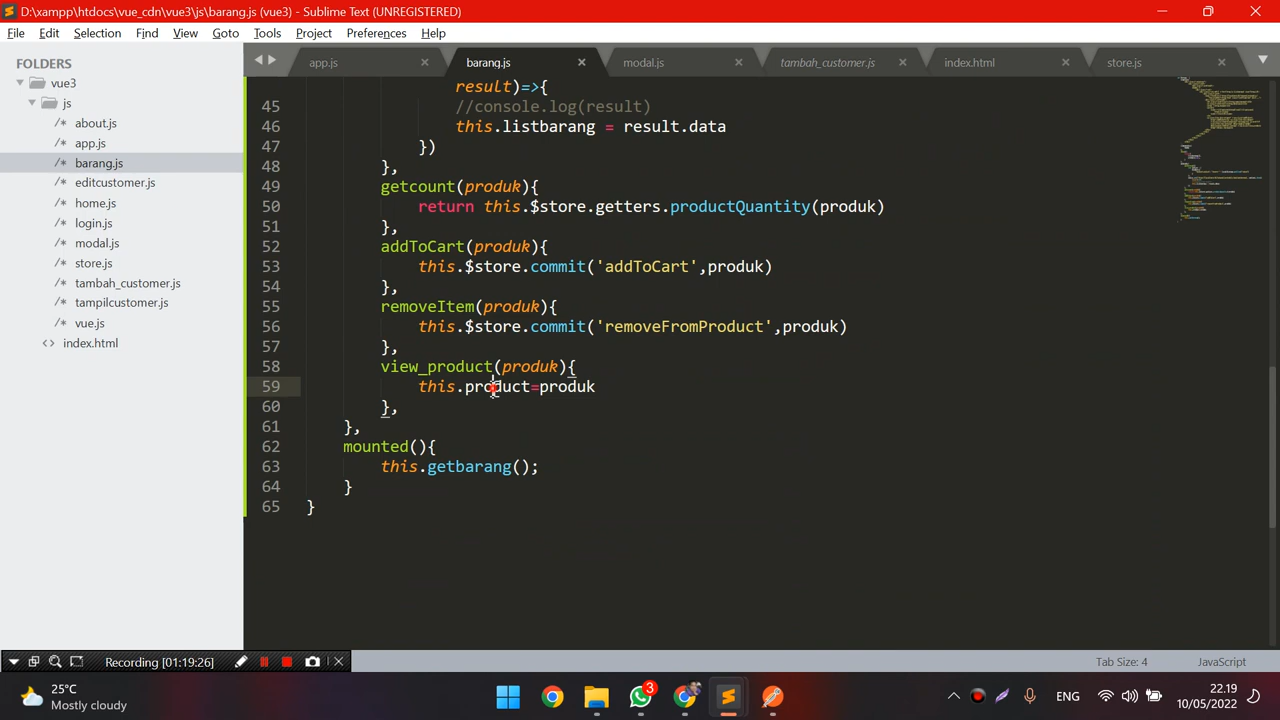 D:\xampp\htdocs\vue_cdn\vue3\js\barang.js (vue3) - Sublime Text (UNREGISTERED)
File Edit Selection Find View Goto Tools Project Preferences Help
FOLDERS
vue3
js
/* about.js
/* app.js
/* barang.js
/* editcustomer.js
/* home.js
/* login.js
/* modal.js
/* store.js
/* tambah_customer.js
/* tampilcustomer.js
/* vue.js
<> index.html
app.js barang.js modal.js tambah_customer.js index.html store.js
result)=>{
45 //console.log(result)
46 this.listbarang = result.data
47 })
48 },
49 getcount(produk){
50 return this.$store.getters.productQuantity(produk)
51 },
52 addToCart(produk){
53 this.$store.commit('addToCart',produk)
54 },
55 removeItem(produk){
56 this.$store.commit('removeFromProduct',produk)
57 },
58 view_product(produk){
59 this.product=produk
60 },
61 },
62 mounted(){
63 this.getbarang();
64 }
65 }
Recording [01:19:26]
Tab Size: 4 JavaScript
25°C
Mostly cloudy
3
ENG
22.19
10/05/2022